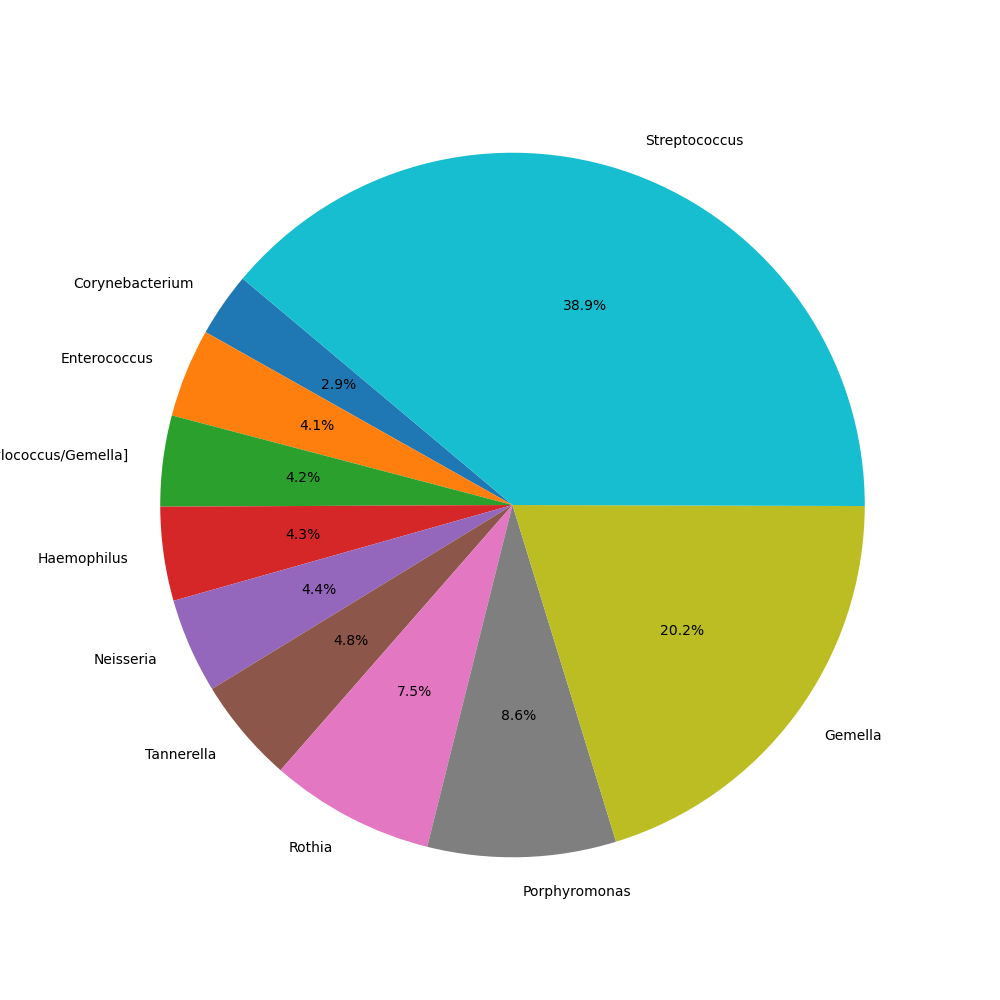 Streptococcus
38.9%
Corynebacterium
2.9%
Enterococcus
4.1%
lococcus/Gemella]
4.2%
Haemophilus
4.3%
Neisseria
4.4%
Tannerella
4.8%
Rothia
7.5%
Porphyromonas
8.6%
Gemella
20.2%